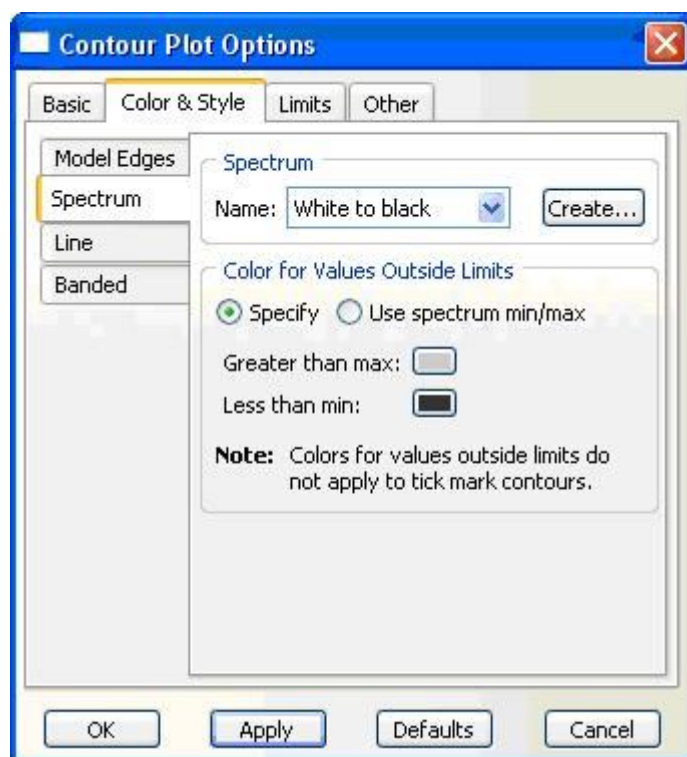 Contour Plot Options
Basic Color & Style Limits Other
Model Edges
Spectrum
Line
Banded
Spectrum
Name: White to black Create...
Color for Values Outside Limits
Specify Use spectrum min/max
Greater than max:
Less than min:
Note: Colors for values outside limits do
not apply to tick mark contours.
OK Apply Defaults Cancel